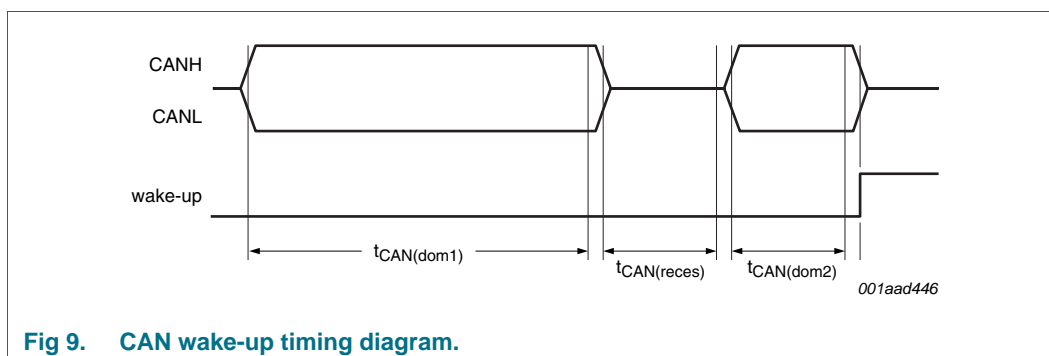 CANH
CANL
wake-up
tCAN(dom1)
tCAN(reces)
tCAN(dom2)
001aad446
Fig 9. CAN wake-up timing diagram.